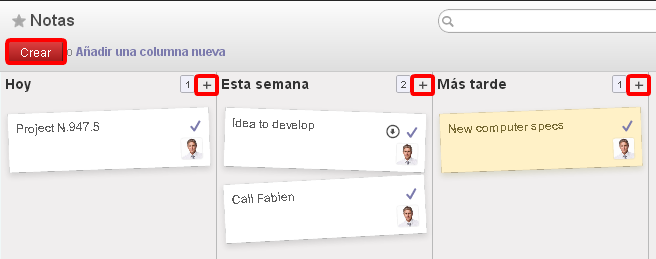 Notas
Crear o Añadir una columna nueva
Hoy 1 + Esta semana 2 + Más tarde 1 +
Project N.947.5
Idea to develop
New computer specs
Call Fabien